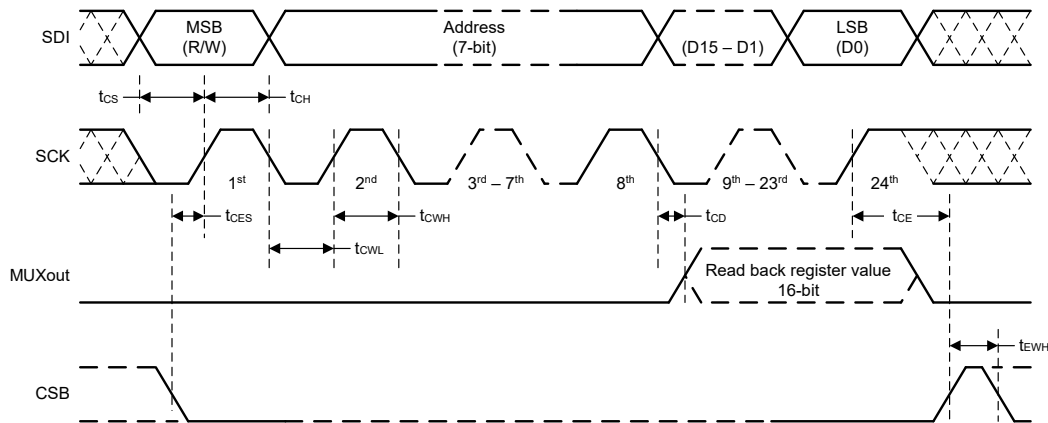 SDI
MSB
(R/W)
Address
(7-bit)
(D15 – D1)
LSB
(D0)
tCS
tCH
SCK
1st
2nd
3rd – 7th
8th
9th – 23rd
24th
tCES
tCWH
tCD
tCE
tCWL
MUXout
Read back register value
16-bit
tEWH
CSB